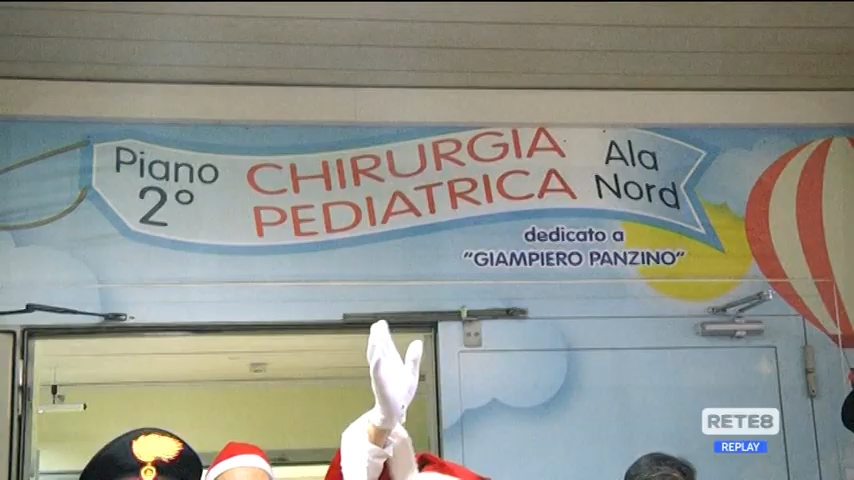 Piano
2°
CHIRURGIA
PEDIATRICA
Ala
Nord
dedicato a
"GIAMPIERO PANZINO"
RETE8
REPLAY